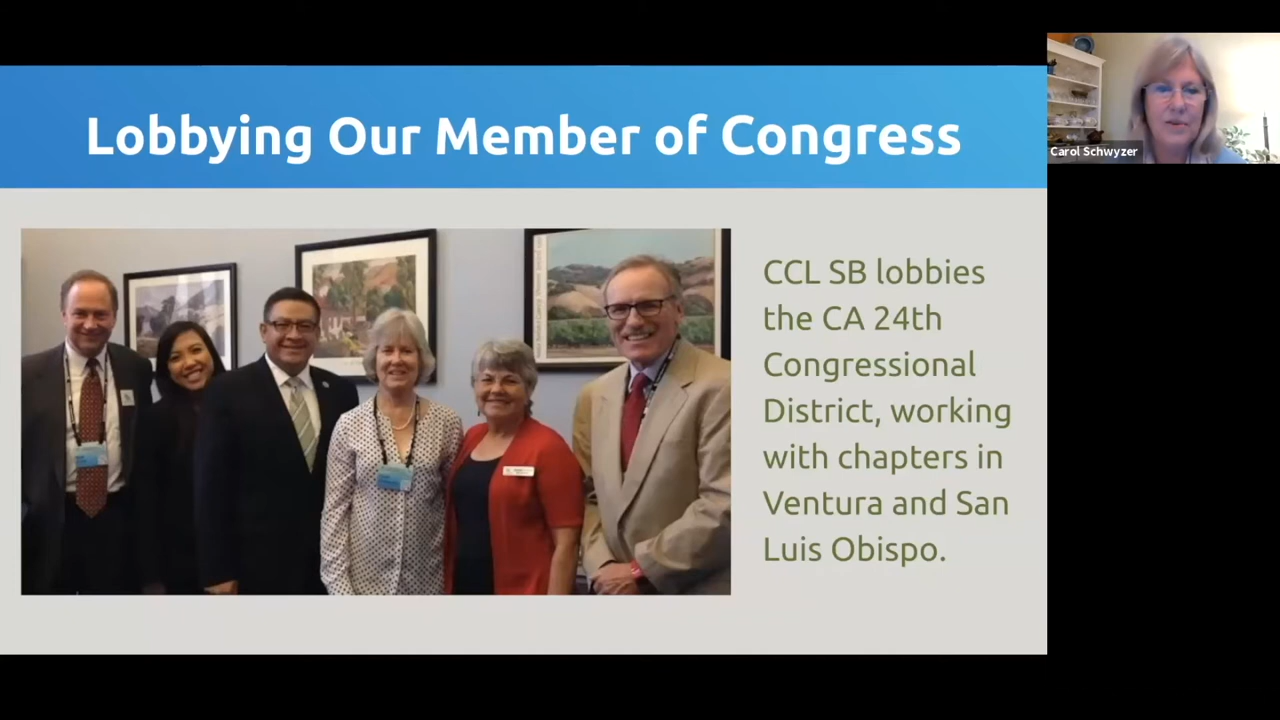 Lobbying Our Member of Congress
Carol Schwyzer
CCL SB lobbies
the CA 24th
Congressional
District, working
with chapters in
Ventura and San
Luis Obispo.